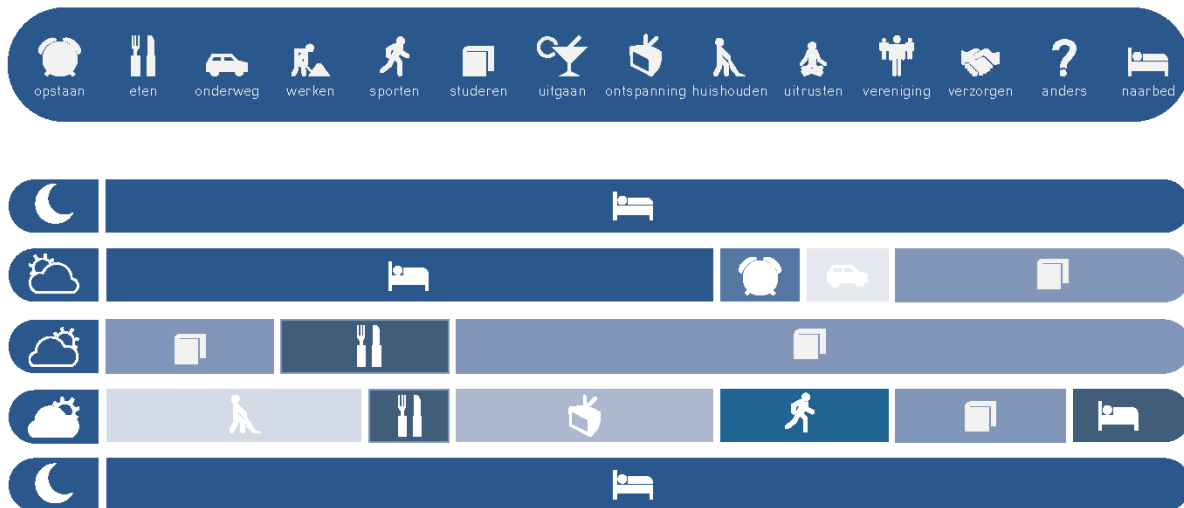 opstaan eten onderweg werken sporten studeren uitgaan ontspanning huishouden uitrusten vereniging verzorgen anders naarbed